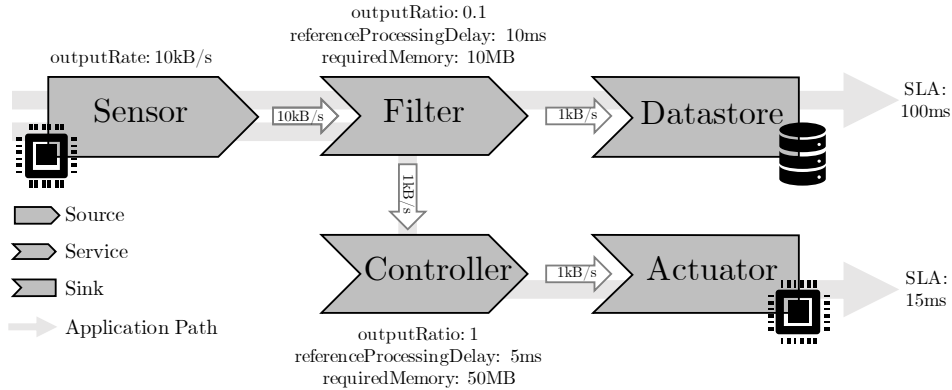 outputRatio: 0.1
referenceProcessingDelay: 10ms
requiredMemory: 10MB
outputRate: 10kB/s
Sensor
10kB/s
Filter
1kB/s
Datastore
SLA:
100ms
1kB/s
Source
Service
Sink
Application Path
Controller
1kB/s
Actuator
SLA:
15ms
outputRatio: 1
referenceProcessingDelay: 5ms
requiredMemory: 50MB